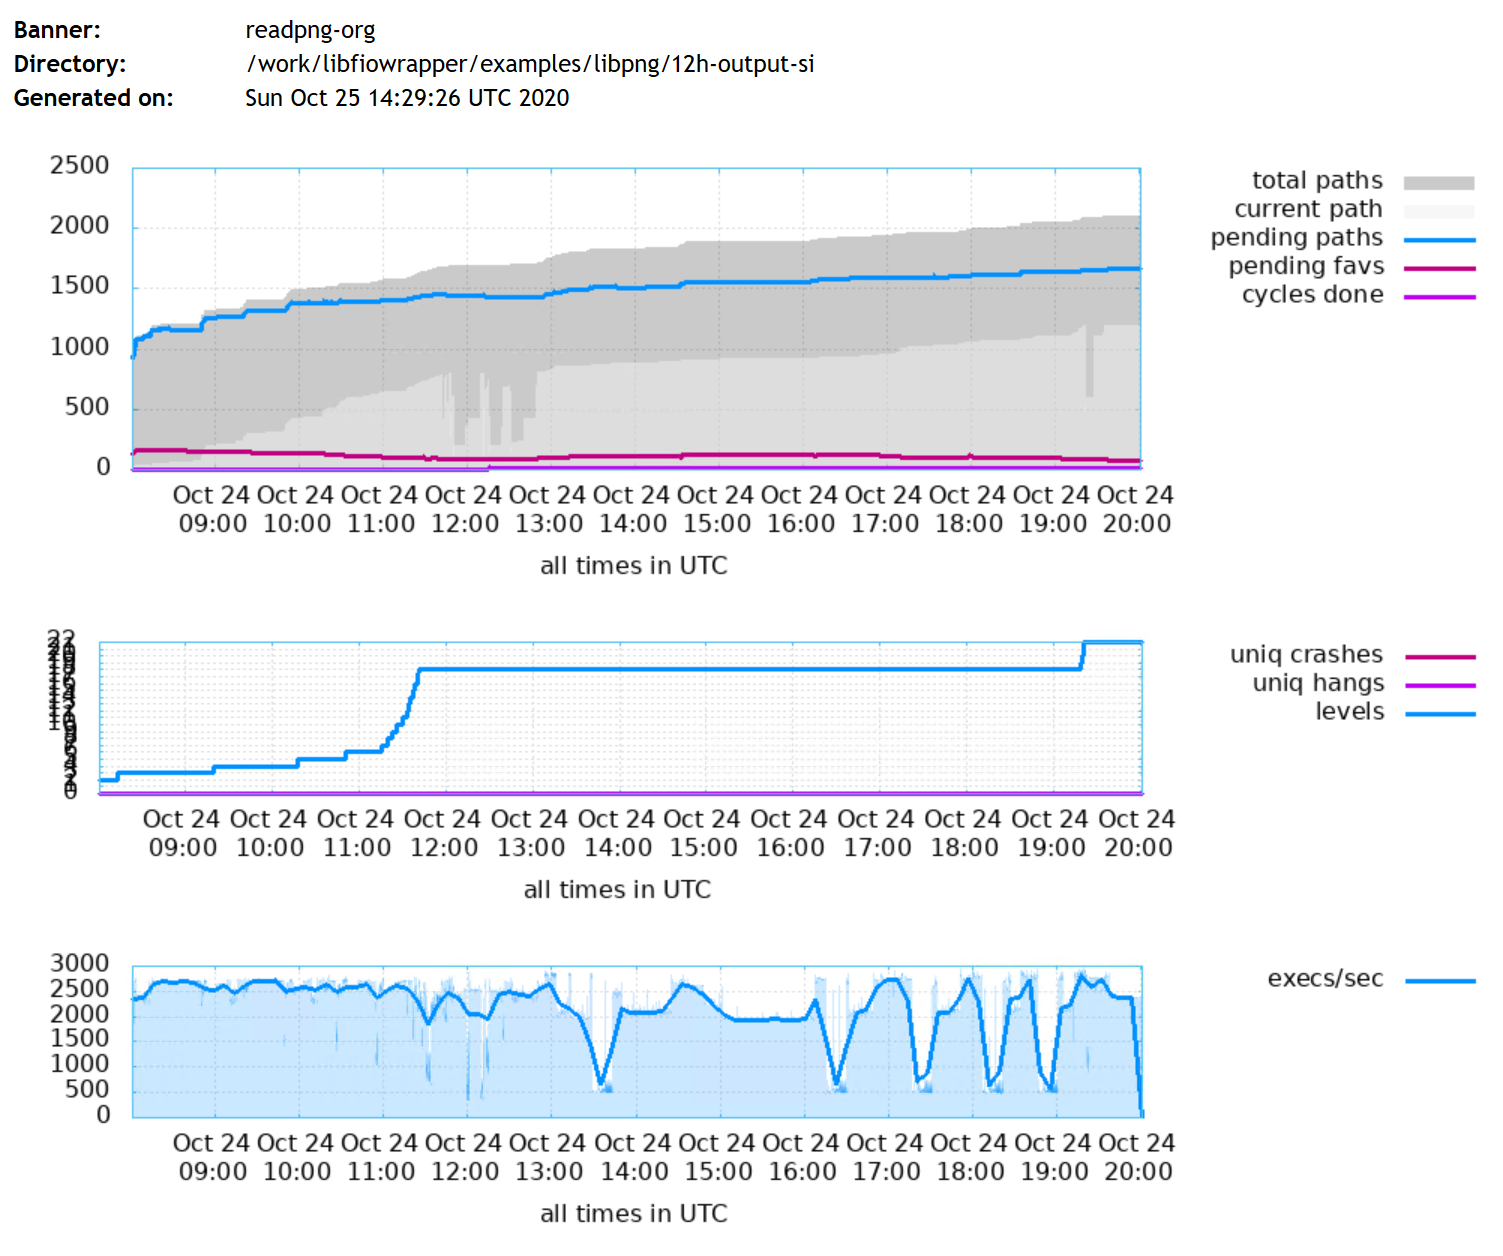 Banner: readpng-org
Directory: /work/libfiowrapper/examples/libpng/12h-output-si
Generated on: Sun Oct 25 14:29:26 UTC 2020
2500
2000
1500
1000
500
0
total paths
current path
pending paths
pending favs
cycles done
Oct 24 Oct 24 Oct 24 Oct 24 Oct 24 Oct 24 Oct 24 Oct 24 Oct 24 Oct 24 Oct 24 Oct 24
09:00 10:00 11:00 12:00 13:00 14:00 15:00 16:00 17:00 18:00 19:00 20:00
all times in UTC
22
0
uniq crashes
uniq hangs
levels
Oct 24 Oct 24 Oct 24 Oct 24 Oct 24 Oct 24 Oct 24 Oct 24 Oct 24 Oct 24 Oct 24 Oct 24
09:00 10:00 11:00 12:00 13:00 14:00 15:00 16:00 17:00 18:00 19:00 20:00
all times in UTC
3000
2500
2000
1500
1000
500
0
execs/sec
Oct 24 Oct 24 Oct 24 Oct 24 Oct 24 Oct 24 Oct 24 Oct 24 Oct 24 Oct 24 Oct 24 Oct 24
09:00 10:00 11:00 12:00 13:00 14:00 15:00 16:00 17:00 18:00 19:00 20:00
all times in UTC